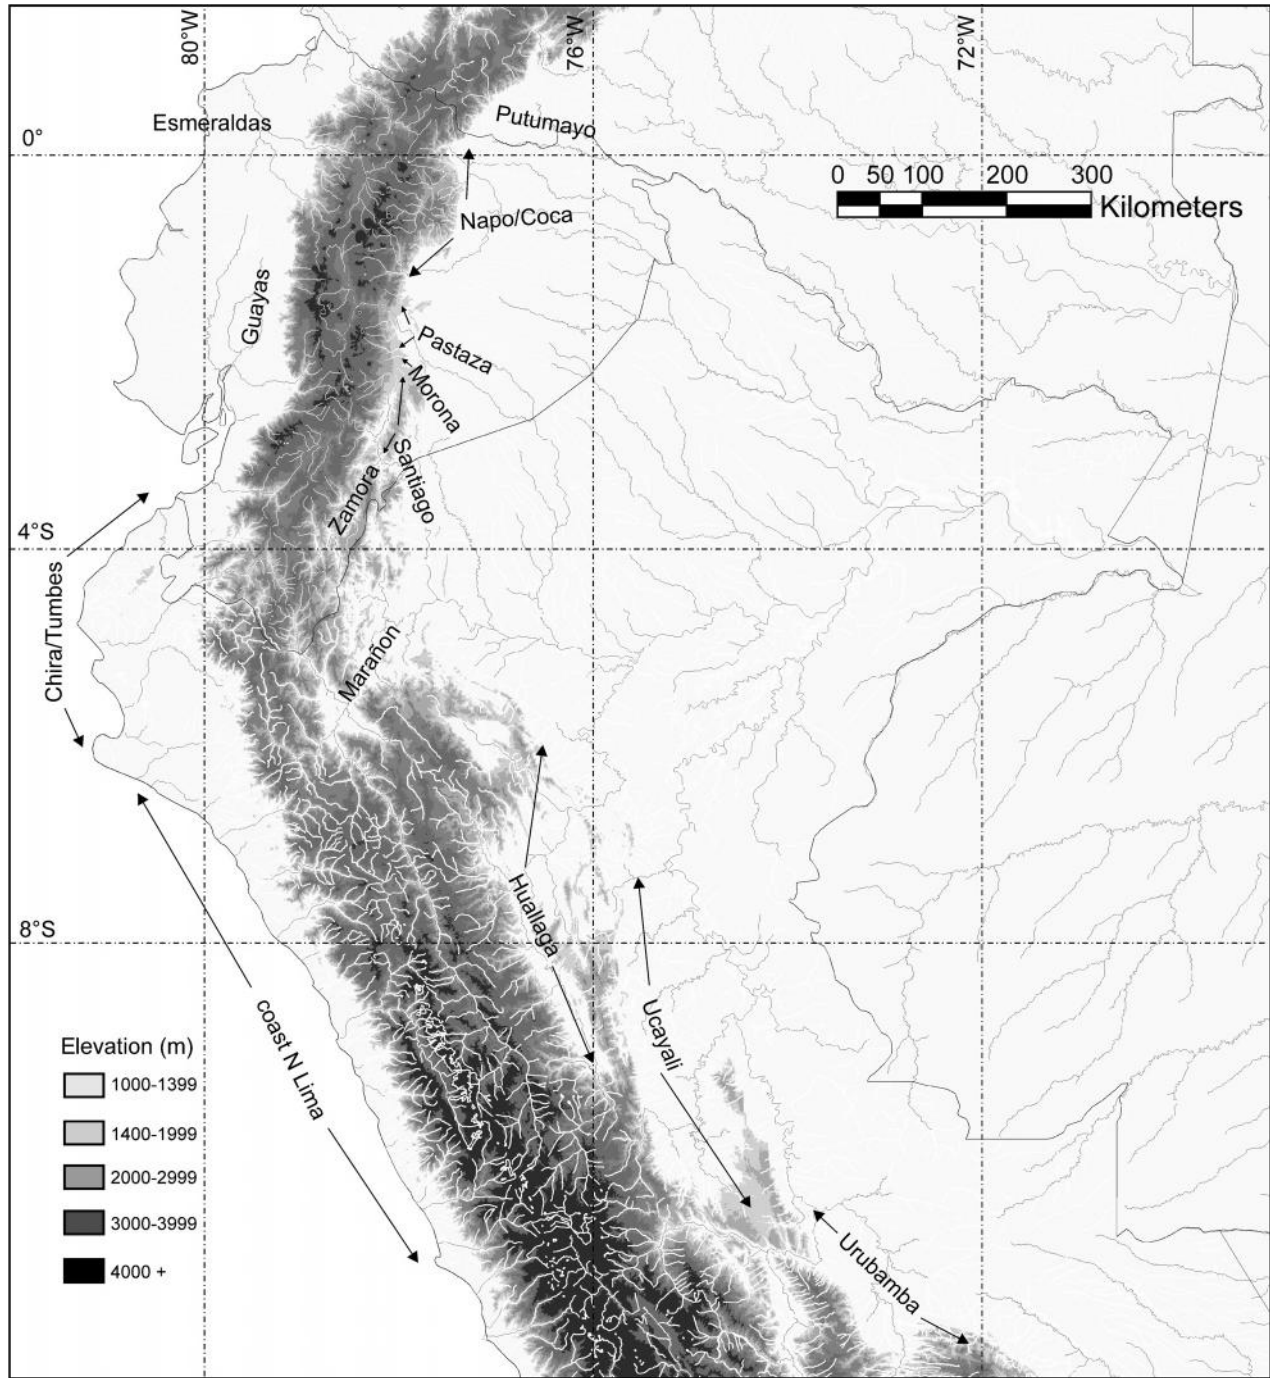 80°W
76°W
72°W
Esmeraldas
Putumayo
0°
0 50 100 200 300
Kilometers
Napo/Coca
Guayas
Pastaza
Morona
Santiago
Zamora
4°S
Chira/Tumbes
Marañon
Huallaga
8°S
Ucayali
coast N Lima
Urubamba
Elevation (m)
1000-1399
1400-1999
2000-2999
3000-3999
4000 +